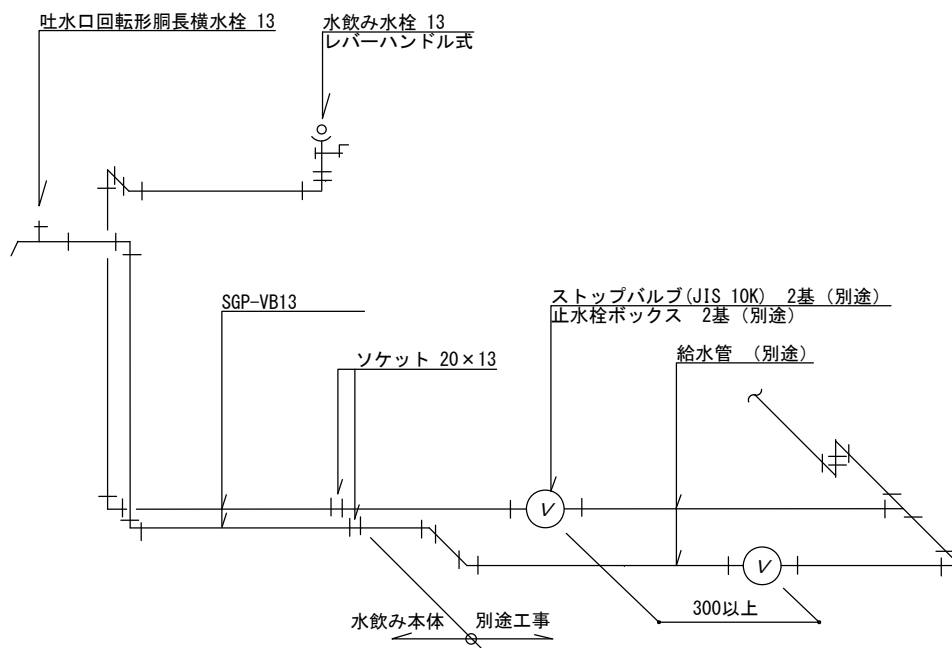 吐水口回転形胴長横水栓 13
水飲み水栓 13
レバーハンドル式
SGP-VB13
ストップバルブ(JIS 10K) 2基 (別途)
止水栓ボックス 2基 (別途)
ソケット 20×13
給水管 (別途)
V
V
300以上
水飲み本体 別途工事